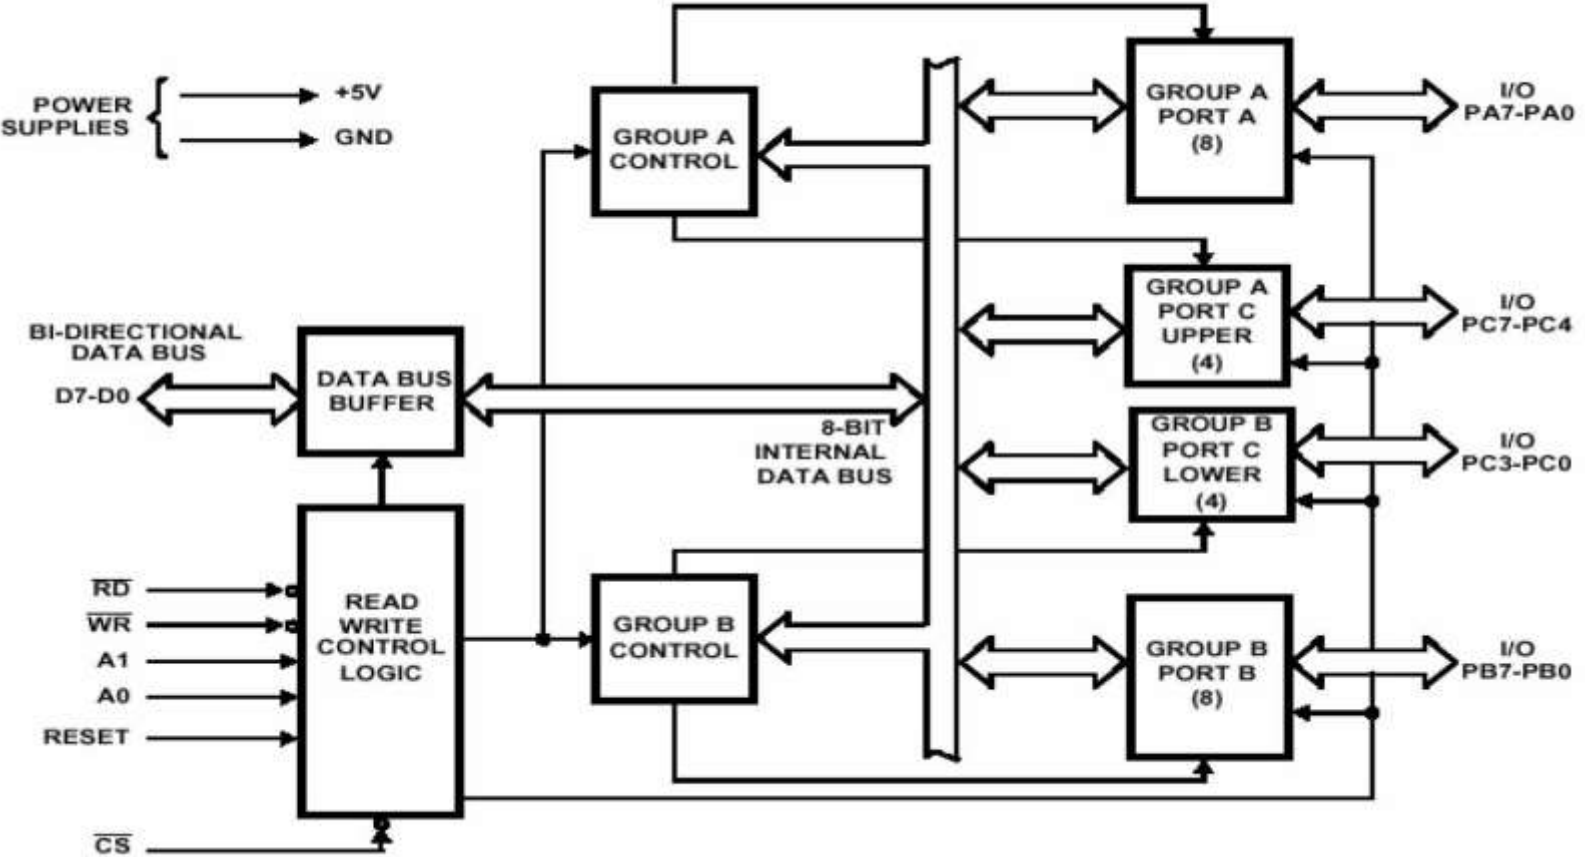 POWER
SUPPLIES
+5V
GND
GROUP A
CONTROL
GROUP A
PORT A
(8)
I/O
PA7-PA0
GROUP A
PORT C
UPPER
(4)
I/O
PC7-PC4
BI-DIRECTIONAL
DATA BUS
D7-D0
DATA BUS
BUFFER
8-BIT
INTERNAL
DATA BUS
GROUP B
PORT C
LOWER
(4)
I/O
PC3-PC0
RD
WR
A1
A0
RESET
CS
READ
WRITE
CONTROL
LOGIC
GROUP B
CONTROL
GROUP B
PORT B
(8)
I/O
PB7-PB0